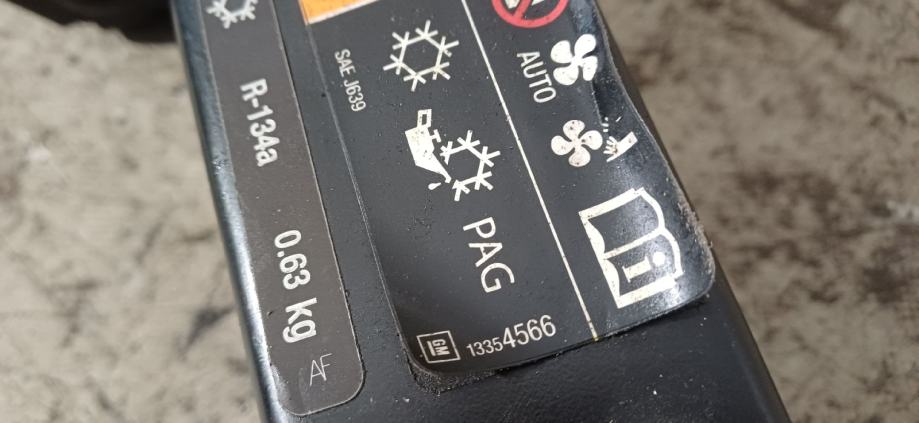 R-134a
0.63 kg
AF
SAE J639
PAG
GM
13354566
AUTO